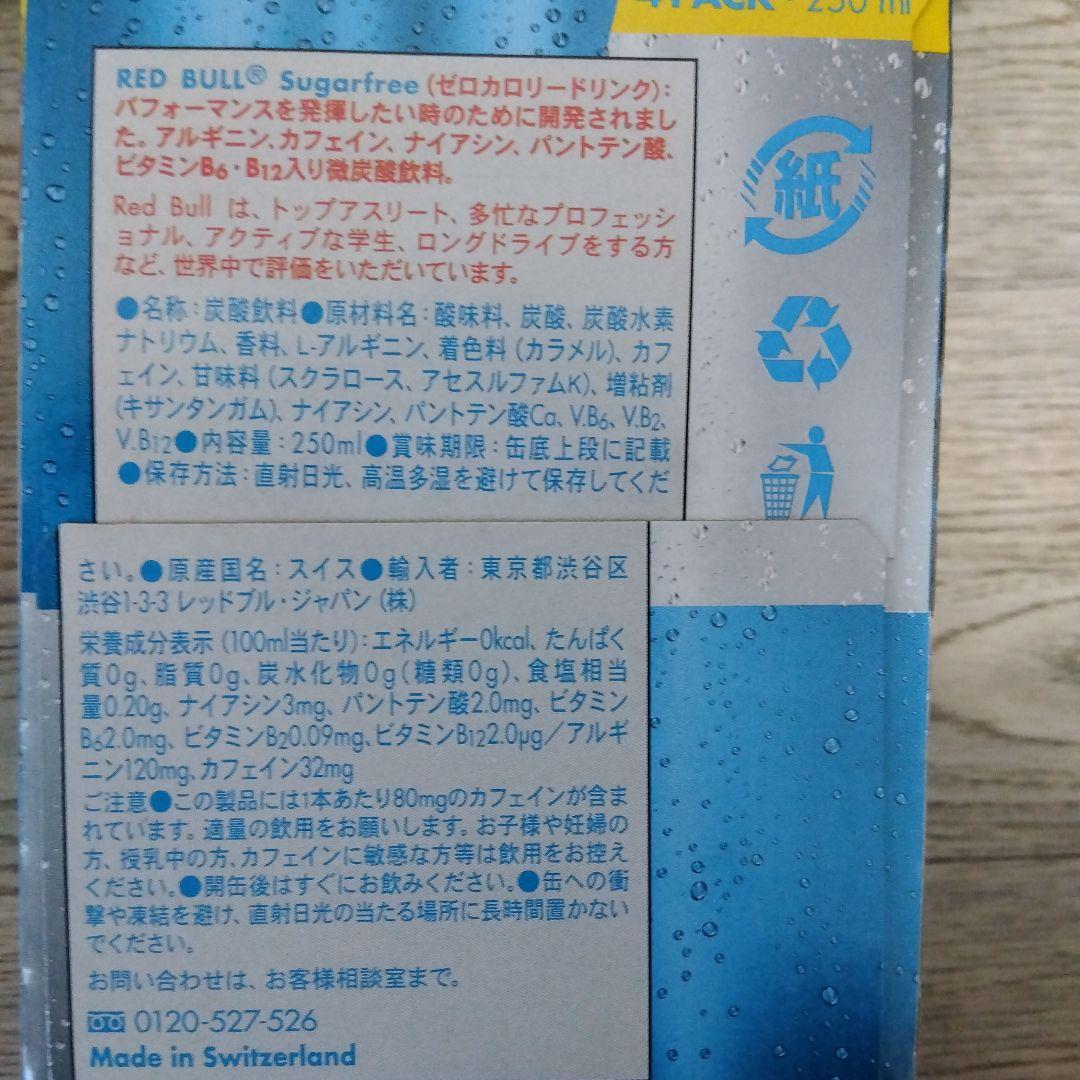 4PACK · 250 ml
RED BULL® Sugarfree (ゼロカロリードリンク):
パフォーマンスを発揮したい時のために開発されまし
た。アルギニン、カフェイン、ナイアシン、パントテン酸、
ビタミンB6・B12入り微炭酸飲料。
Red Bull は、トップアスリート、多忙なプロフェッシ
ョナル、アクティブな学生、ロングドライブをする方
など、世界中で評価をいただいています。
●名称:炭酸飲料●原材料名:酸味料、炭酸、炭酸水素
ナトリウム、香料、L-アルギニン、着色料(カラメル)、カフ
ェイン、甘味料(スクラロース、アセスルファムK)、増粘剤
(キサンタンガム)、ナイアシン、パントテン酸Ca、V.B6、V.B2、
V.B12●内容量:250ml●賞味期限:缶底上段に記載
●保存方法:直射日光、高温多湿を避けて保存してくだ
さい。●原産国名:スイス●輸入者:東京都渋谷区
渋谷1-3-3 レッドブル・ジャパン(株)
栄養成分表示(100ml当たり):エネルギー0kcal、たんぱく
質0g、脂質0g、炭水化物0g(糖類0g)、食塩相当
量0.20g、ナイアシン3mg、パントテン酸2.0mg、ビタミン
B62.0mg、ビタミンB20.09mg、ビタミンB122.0μg/アルギ
ニン120mg、カフェイン32mg
ご注意●この製品には1本あたり80mgのカフェインが含ま
れています。適量の飲用をお願いします。お子様や妊婦の
方、授乳中の方、カフェインに敏感な方等は飲用をお控え
ください。●開缶後はすぐにお飲みください。●缶への衝
撃や凍結を避け、直射日光の当たる場所に長時間置かない
でください。
お問い合わせは、お客様相談室まで。
0120-527-526
Made in Switzerland
紙